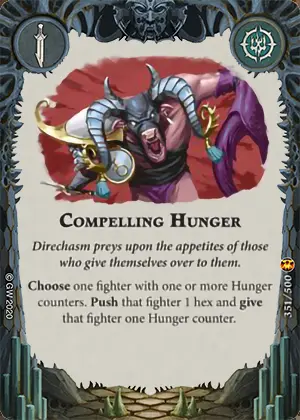 COMPELLING HUNGER
Direchasm preys upon the appetites of those
who give themselves over to them.
Choose one fighter with one or more Hunger
counters. Push that fighter 1 hex and give
that fighter one Hunger counter.
© GW 2020
351/500